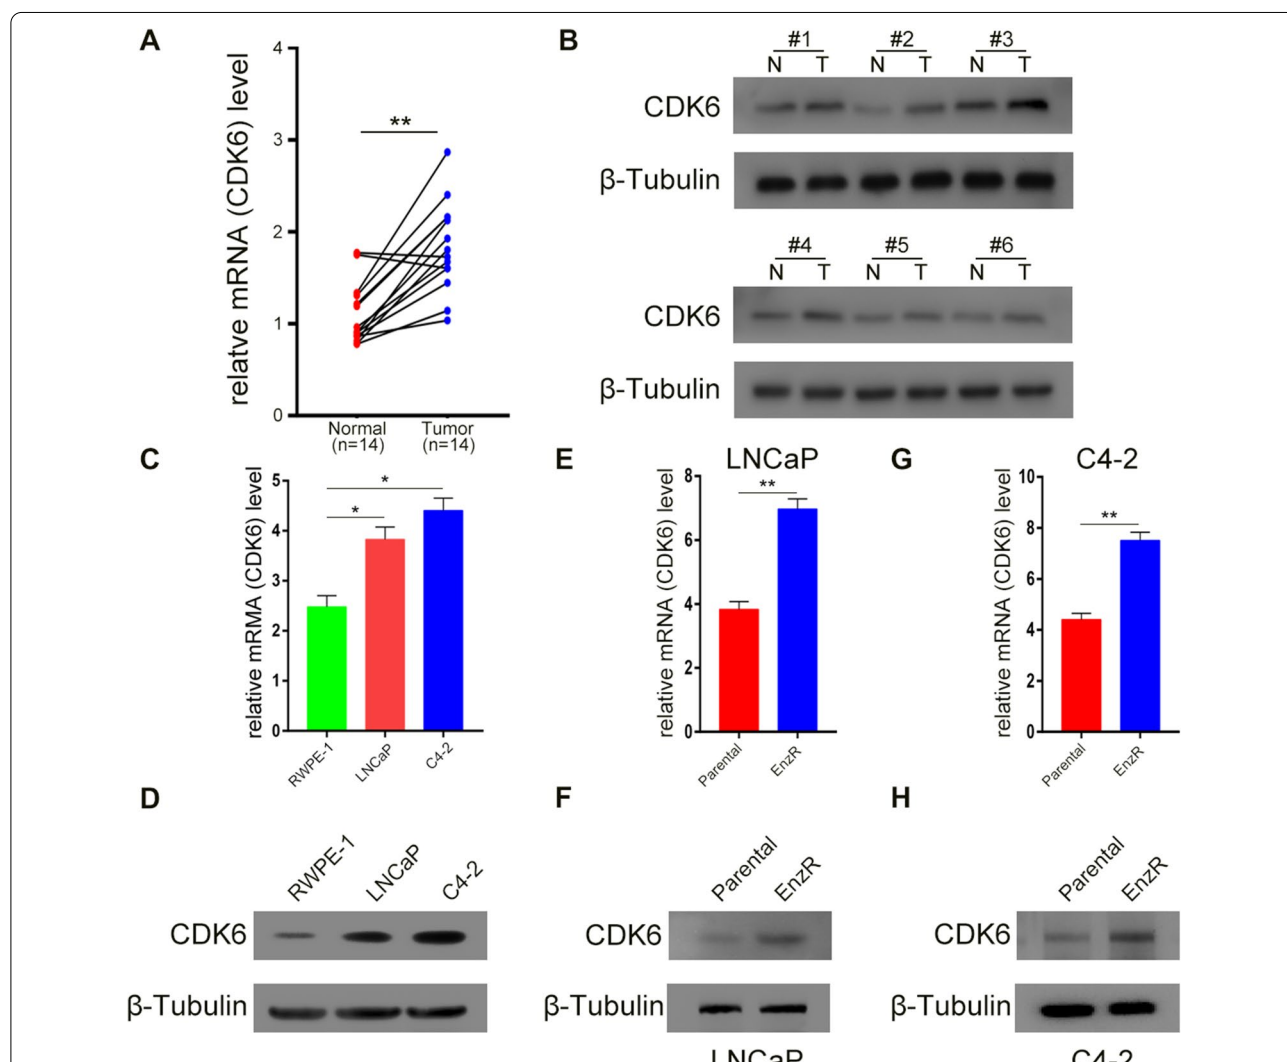 A
relatve mRNA (CDK6) level
4
3
2
1
0
**
Normal
(n=14)
Tumor
(n=14)
B
#1 #2 #3
N T N T N T
CDK6
β-Tubulin
#4 #5 #6
N T N T N T
CDK6
β-Tubulin
C
relative mRMA (CDK6) level
5
4
3
2
1
0
*
*
RWPE-1 LNCaP C4-2
E
LNCaP
relative mRNA (CDK6) level
8
6
4
2
0
**
Parental EnzR
G
C4-2
relative mRNA (CDK6) level
10
8
6
4
2
0
**
Parental EnzR
D
RWPE-1 LNCaP C4-2
CDK6
β-Tubulin
F
Parental EnzR
CDK6
β-Tubulin
LNCaP
H
Parental EnzR
CDK6
β-Tubulin
C4-2